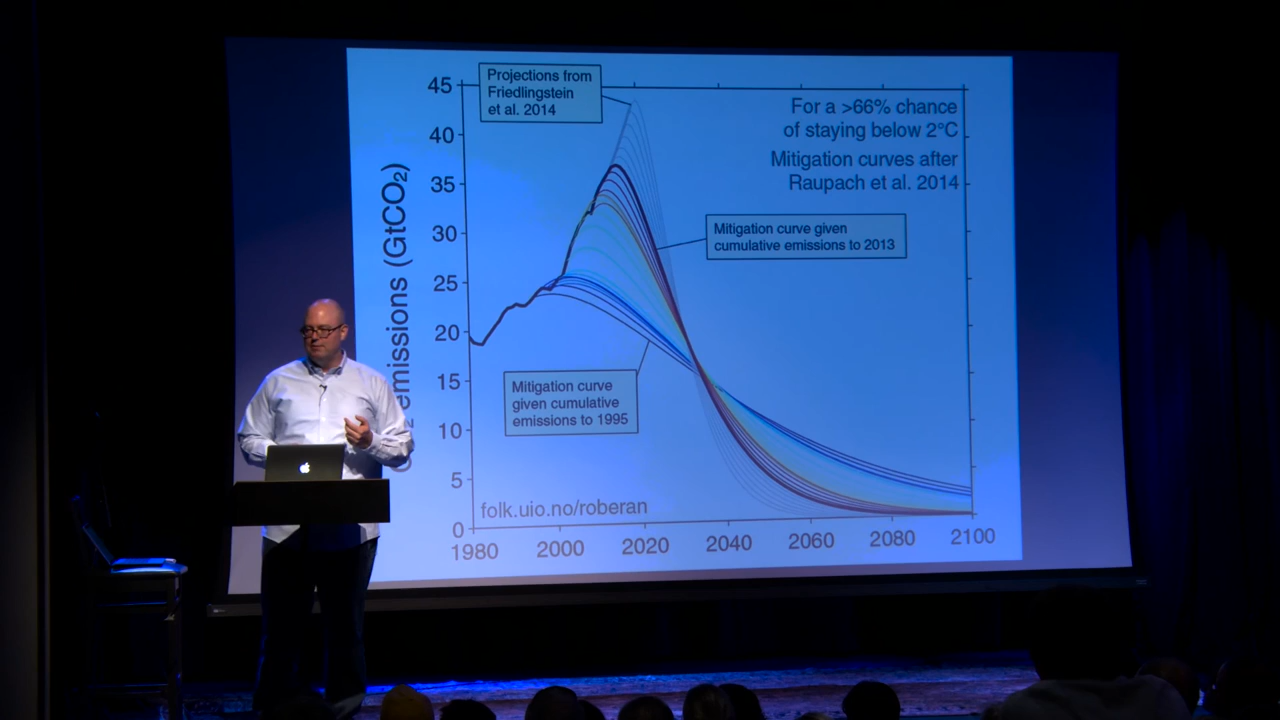 Projections from
Friedlingstein
et al. 2014
For a >66% chance
of staying below 2°C
Mitigation curves after
Raupach et al. 2014
Mitigation curve given
cumulative emissions to 2013
Mitigation curve
given cumulative
emissions to 1995
folk.uio.no/roberan
emissions (GtCO₂)
45
40
35
30
25
20
15
10
5
0
1980 2000 2020 2040 2060 2080 2100